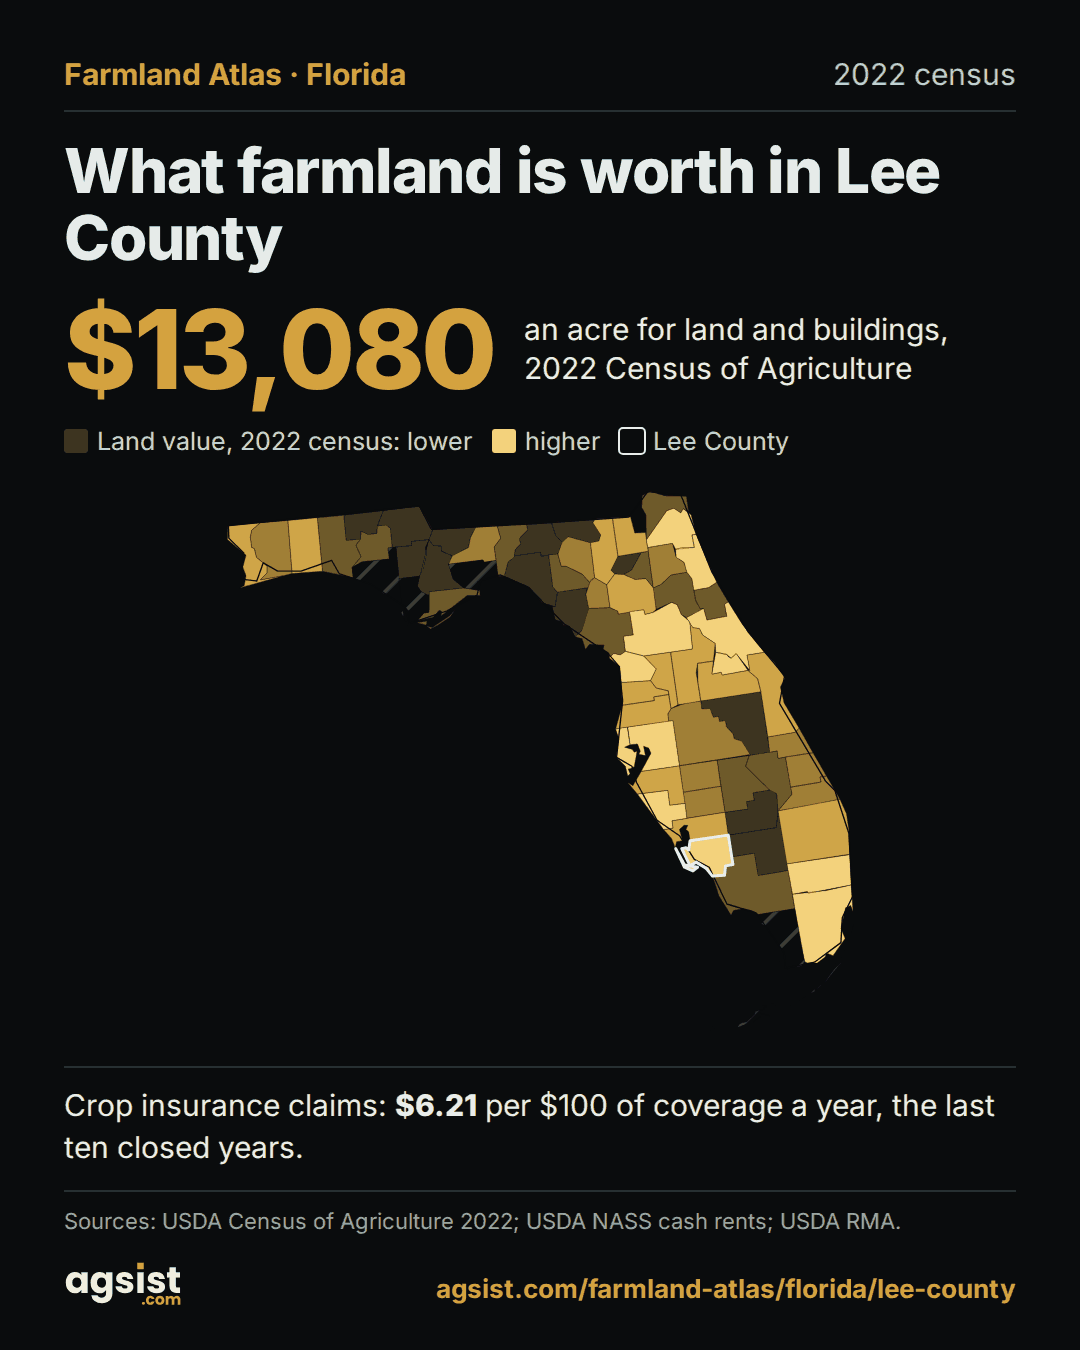 Farmland Atlas · Florida
2022 census
What farmland is worth in Lee
County
$13,080
an acre for land and buildings,
2022 Census of Agriculture
Land value, 2022 census: lower
higher
Lee County
Crop insurance claims: $6.21 per $100 of coverage a year, the last
ten closed years.
Sources: USDA Census of Agriculture 2022; USDA NASS cash rents; USDA RMA.
agsist
.com
agsist.com/farmland-atlas/florida/lee-county